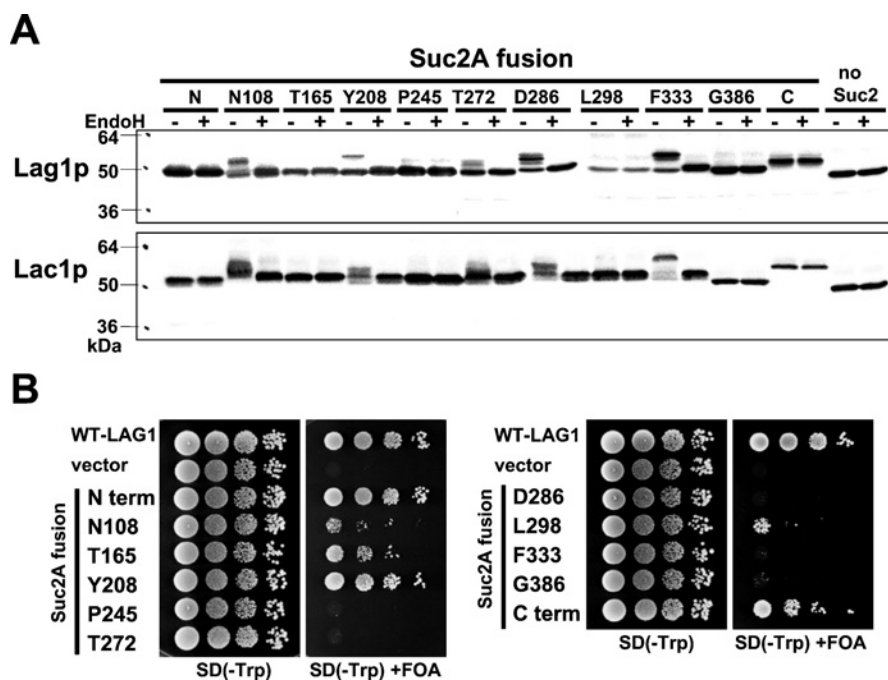 A
Suc2A fusion
no
Suc2
N N108 T165 Y208 P245 T272 D286 L298 F333 G386 C
EndoH - + - + - + - + - + - + - + - + - + - + - + - +
64
Lag1p 50
36
64
Lac1p 50
36
kDa
B
WT-LAG1
vector
N term
N108
T165
Y208
P245
T272
Suc2A fusion
SD(-Trp) SD(-Trp) +FOA
WT-LAG1
vector
D286
L298
F333
G386
C term
Suc2A fusion
SD(-Trp) SD(-Trp) +FOA